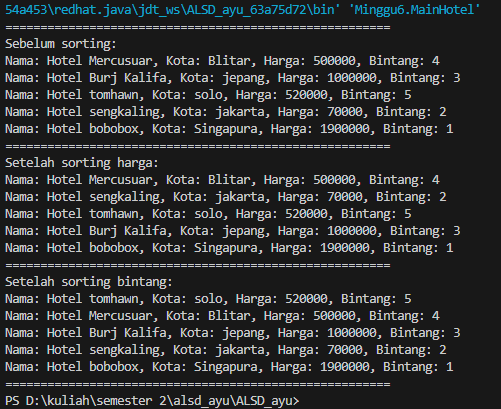 54a453\redhat.java\jdt_ws\ALSD_ayu_63a75d72\bin' 'Minggu6.MainHotel'
=====================================================
Sebelum sorting:
Nama: Hotel Mercusuar, Kota: Blitar, Harga: 500000, Bintang: 4
Nama: Hotel Burj Kalifa, Kota: jepang, Harga: 1000000, Bintang: 3
Nama: Hotel tomhawn, Kota: solo, Harga: 520000, Bintang: 5
Nama: Hotel sengkaling, Kota: jakarta, Harga: 70000, Bintang: 2
Nama: Hotel bobobox, Kota: Singapura, Harga: 1900000, Bintang: 1
=====================================================
Setelah sorting harga:
Nama: Hotel Mercusuar, Kota: Blitar, Harga: 500000, Bintang: 4
Nama: Hotel sengkaling, Kota: jakarta, Harga: 70000, Bintang: 2
Nama: Hotel tomhawn, Kota: solo, Harga: 520000, Bintang: 5
Nama: Hotel Burj Kalifa, Kota: jepang, Harga: 1000000, Bintang: 3
Nama: Hotel bobobox, Kota: Singapura, Harga: 1900000, Bintang: 1
=====================================================
Setelah sorting bintang:
Nama: Hotel tomhawn, Kota: solo, Harga: 520000, Bintang: 5
Nama: Hotel Mercusuar, Kota: Blitar, Harga: 500000, Bintang: 4
Nama: Hotel Burj Kalifa, Kota: jepang, Harga: 1000000, Bintang: 3
Nama: Hotel sengkaling, Kota: jakarta, Harga: 70000, Bintang: 2
Nama: Hotel bobobox, Kota: Singapura, Harga: 1900000, Bintang: 1
=====================================================
PS D:\kuliah\semester 2\alsd_ayu\ALSD_ayu>